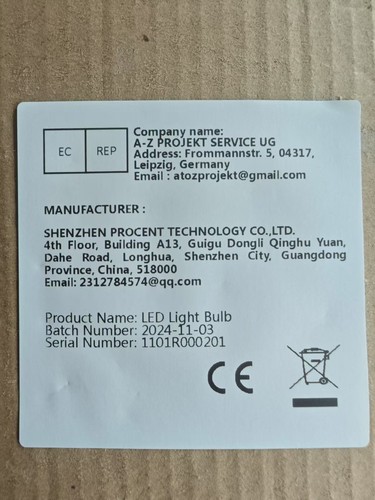 EC REP
Company name:
A-Z PROJEKT SERVICE UG
Address: Frommannstr. 5, 04317,
Leipzig, Germany
Email : atozprojekt@gmail.com
MANUFACTURER :
SHENZHEN PROCENT TECHNOLOGY CO.,LTD.
4th Floor, Building A13, Guigu Dongli Qinghu Yuan,
Dahe Road, Longhua, Shenzhen City, Guangdong
Province, China, 518000
Email: 2312784574@qq.com
Product Name: LED Light Bulb
Batch Number: 2024-11-03
Serial Number: 1101R000201
CE